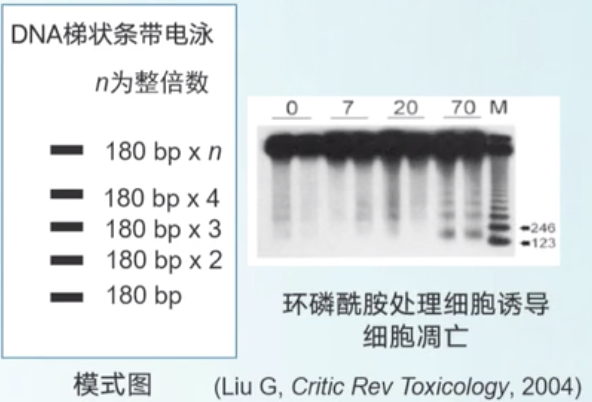 DNA梯状条带电泳
n为整倍数
180 bp x n
180 bp x 4
180 bp x 3
180 bp x 2
180 bp
模式图
0 7 20 70 M
246
123
环磷酰胺处理细胞诱导
细胞凋亡
(Liu G, Critic Rev Toxicology, 2004)